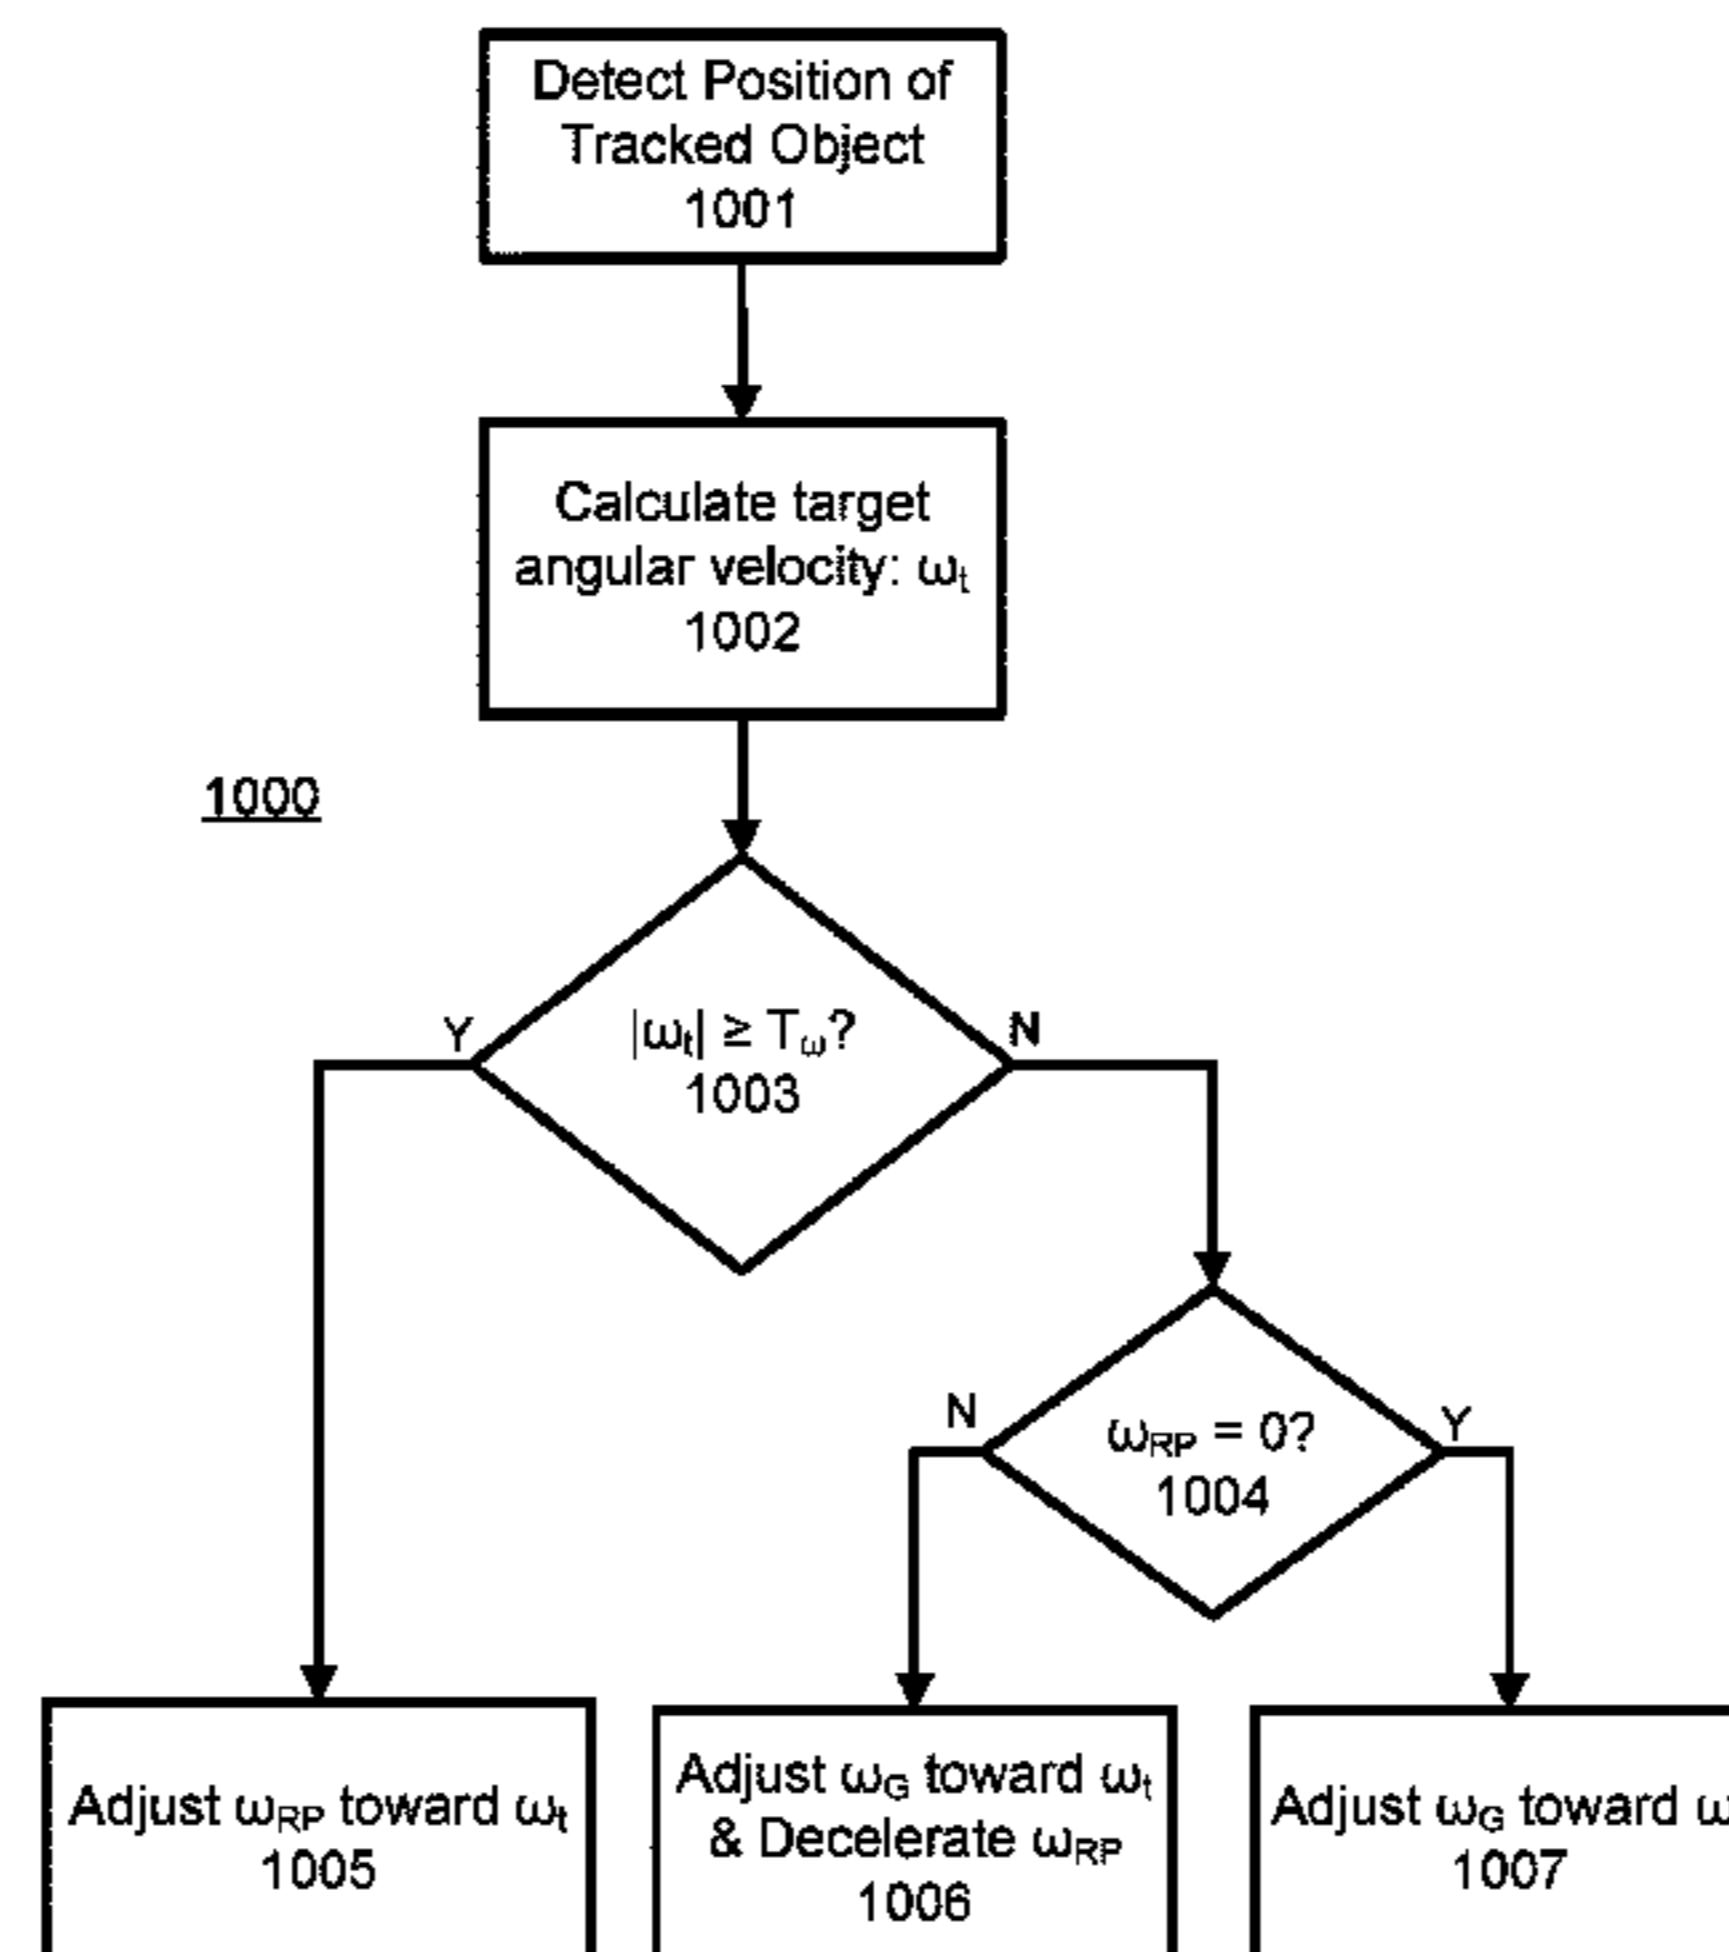 Detect Position of
Tracked Object
1001
Calculate target
angular velocity: ωt
1002
1000
Y
|ωt| ≥ Tω?
1003
N
N
ωRP = 0?
1004
Y
Adjust ωRP toward ωt
1005
Adjust ωG toward ωt
& Decelerate ωRP
1006
Adjust ωG toward ω
1007